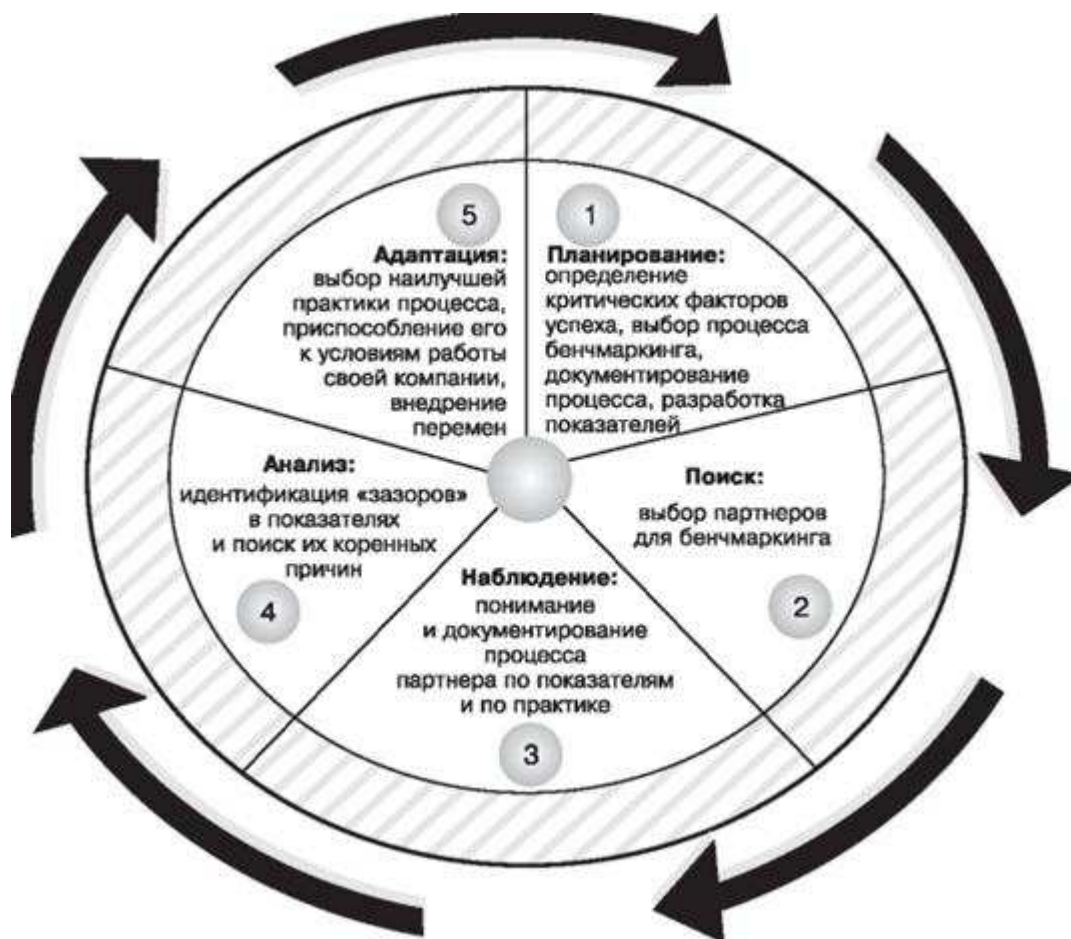 1
Планирование:
определение
критических факторов
успеха, выбор процесса
бенчмаркинга,
документирование
процесса, разработка
показателей
Поиск:
выбор партнеров
для бенчмаркинга
2
Наблюдение:
понимание
и документирование
процесса
партнера по показателям
и по практике
3
Анализ:
идентификация «зазоров»
в показателях
и поиск их коренных
причин
4
5
Адаптация:
выбор наилучшей
практики процесса,
приспособление его
к условиям работы
своей компании,
внедрение
перемен